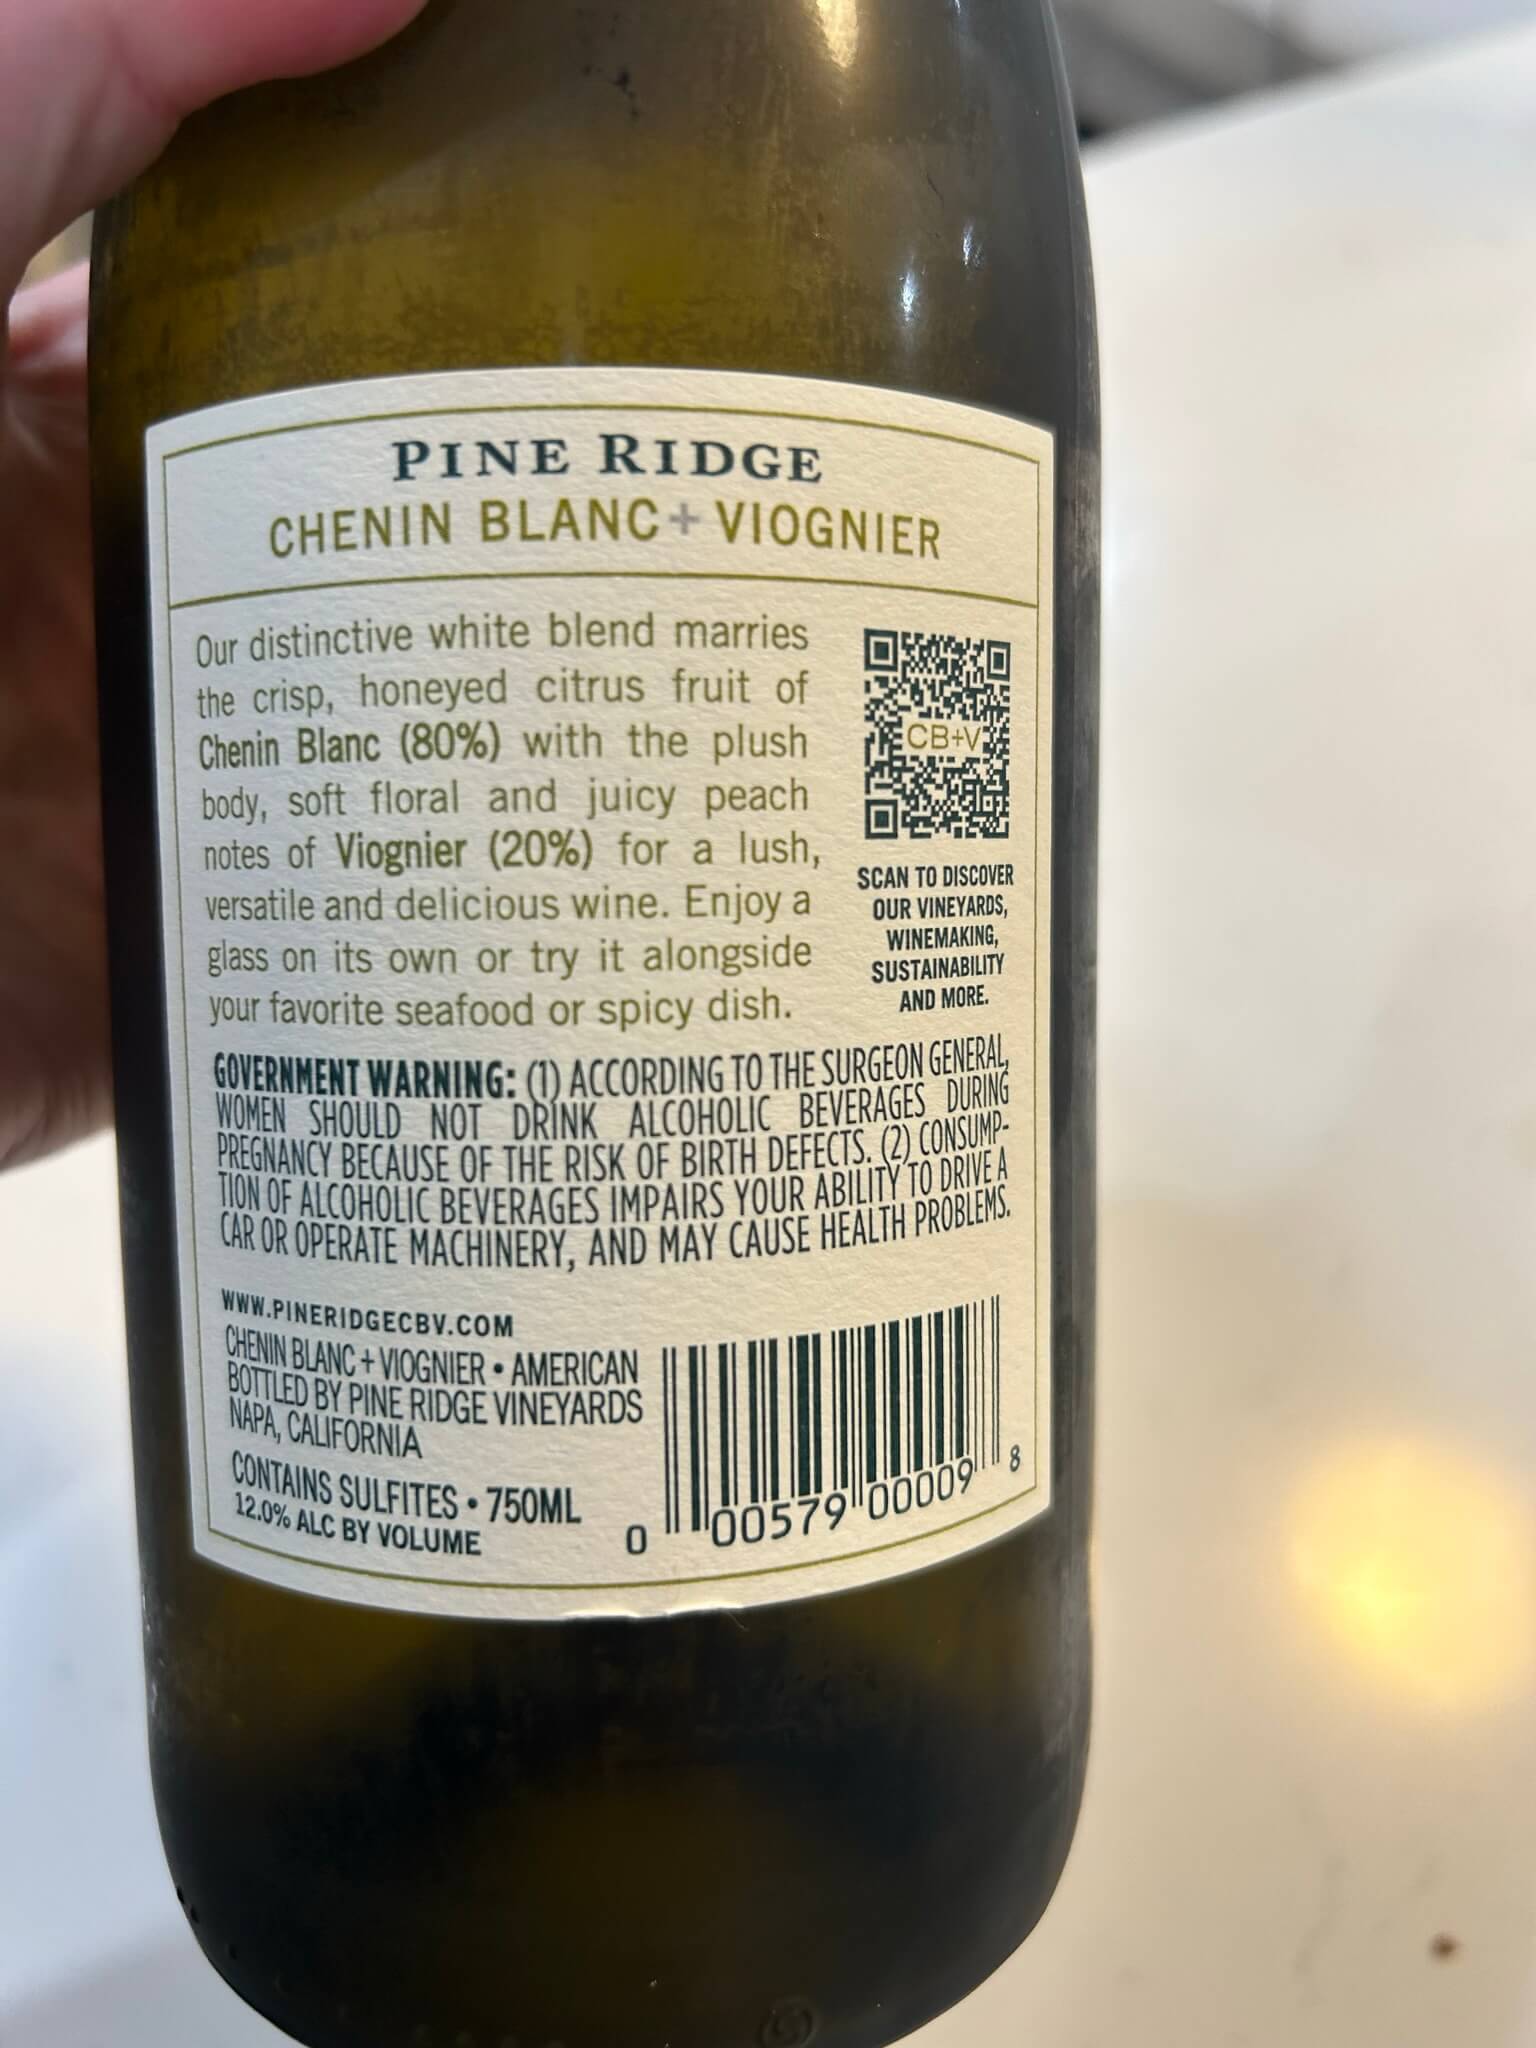 PINE RIDGE
CHENIN BLANC + VIOGNIER
Our distinctive white blend marries
the crisp, honeyed citrus fruit of
Chenin Blanc (80%) with the plush
body, soft floral and juicy peach
notes of Viognier (20%) for a lush,
versatile and delicious wine. Enjoy a
glass on its own or try it alongside
your favorite seafood or spicy dish.
CB+V
SCAN TO DISCOVER
OUR VINEYARDS,
WINEMAKING,
SUSTAINABILITY
AND MORE.
GOVERNMENT WARNING: (1) ACCORDING TO THE SURGEON GENERAL,
WOMEN SHOULD NOT DRINK ALCOHOLIC BEVERAGES DURING
PREGNANCY BECAUSE OF THE RISK OF BIRTH DEFECTS. (2) CONSUMP-
TION OF ALCOHOLIC BEVERAGES IMPAIRS YOUR ABILITY TO DRIVE A
CAR OR OPERATE MACHINERY, AND MAY CAUSE HEALTH PROBLEMS.
WWW.PINERIDGECBV.COM
CHENIN BLANC + VIOGNIER • AMERICAN
BOTTLED BY PINE RIDGE VINEYARDS
NAPA, CALIFORNIA
CONTAINS SULFITES • 750ML
12.0% ALC BY VOLUME
0 00579 00009 8